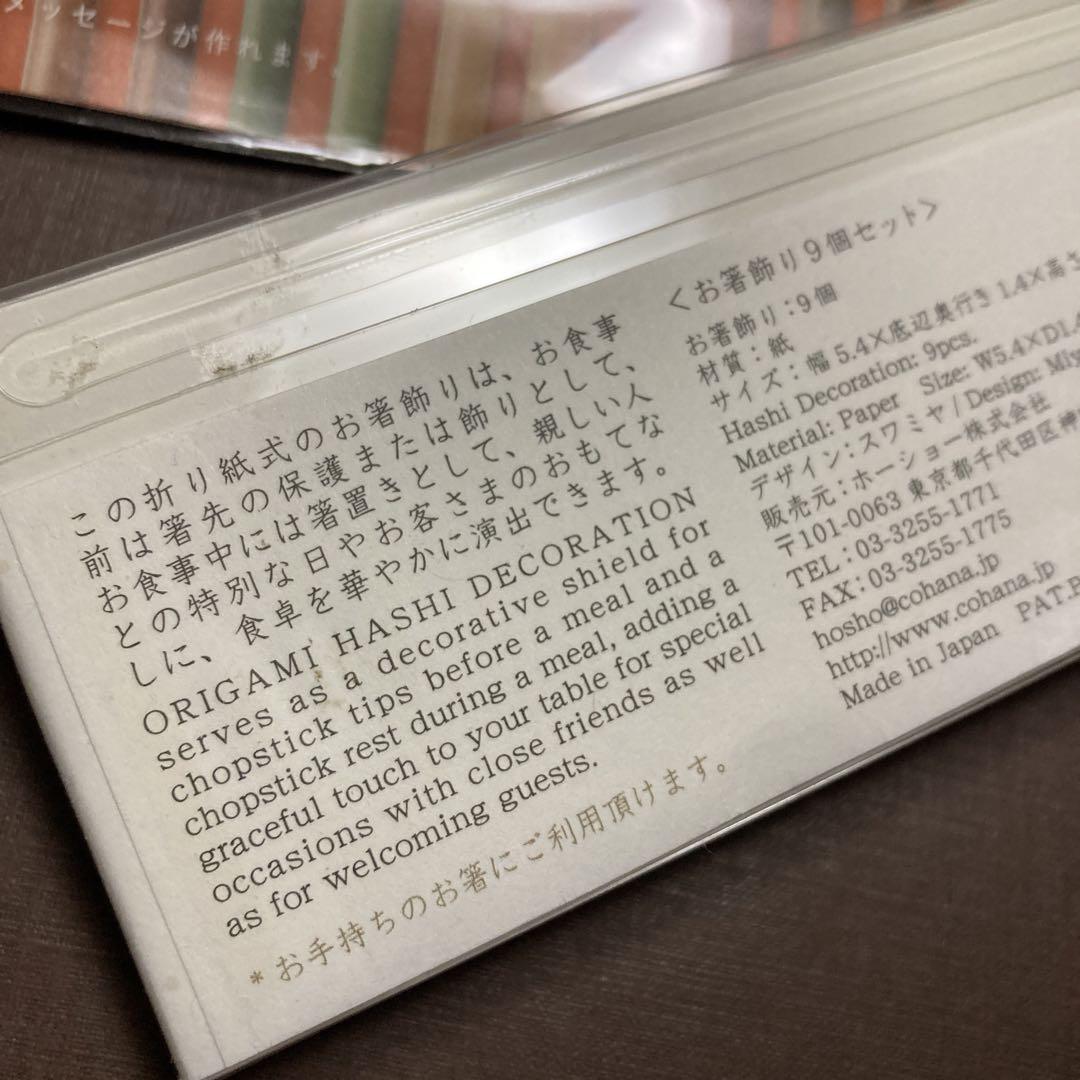 メッセージが作れます。
この折り紙式のお箸飾りは、お食事
前は箸先の保護または飾りとして、
お食事中には箸置きとして、親しい人
との特別な日やお客さまのおもてな
しに、食卓を華やかに演出できます。
ORIGAMI HASHI DECORATION
serves as a decorative shield for
chopstick tips before a meal and a
chopstick rest during a meal, adding a
graceful touch to your table for special
occasions with close friends as well
as for welcoming guests.
*お手持ちのお箸にご利用頂けます。
<お箸飾り9個セット>
お箸飾り:9個
材質:紙
サイズ:幅5.4×底辺奥行き1.4×高さ
Hashi Decoration: 9pcs.
Material: Paper Size: W5.4×D1.4
デザイン:スワミヤ/Design: Miy
販売元:ホーショー株式会社
〒101-0063 東京都千代田区神
TEL:03-3255-1771
FAX:03-3255-1775
hosho@cohana.jp
http://www.cohana.jp
Made in Japan PAT.P